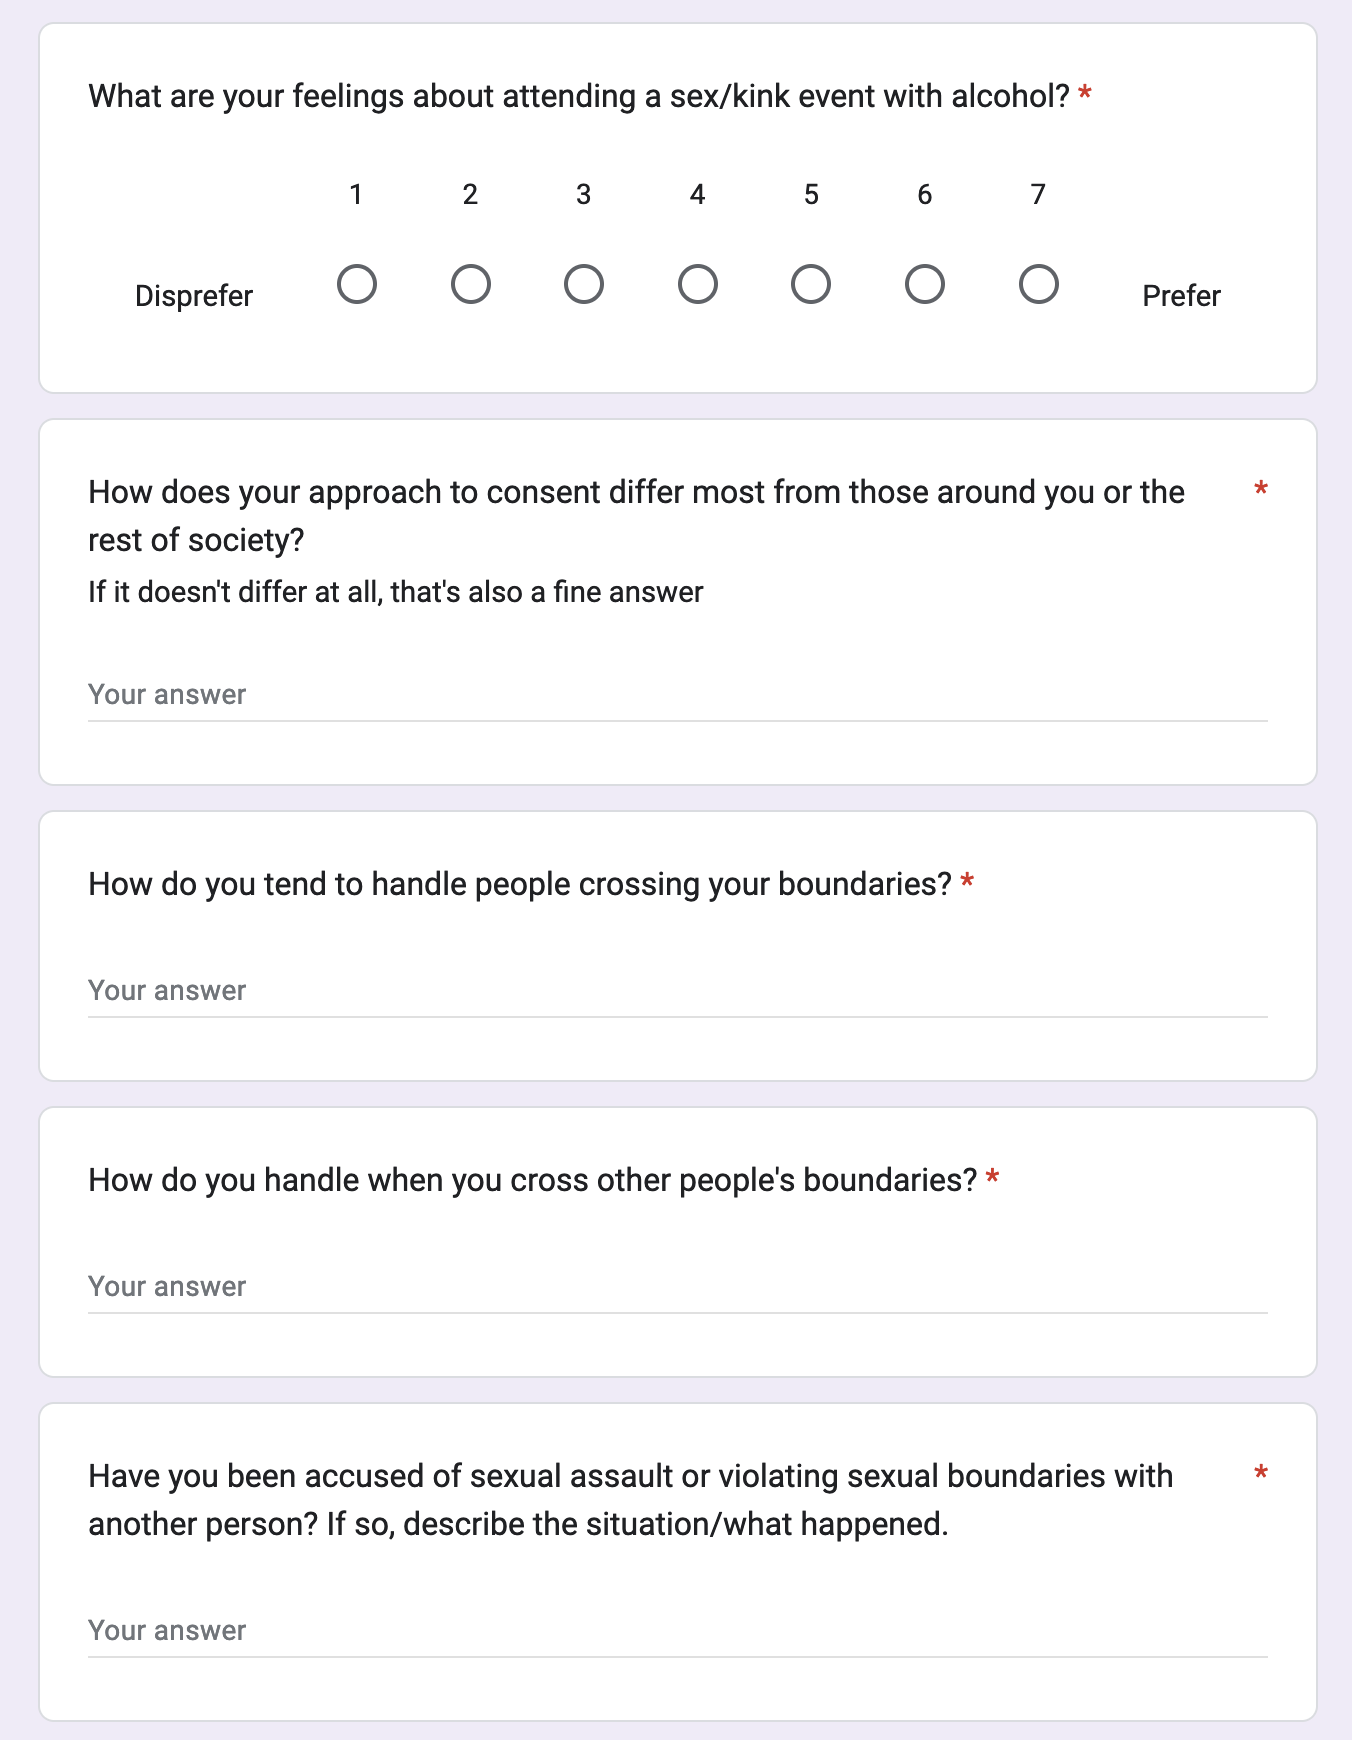 What are your feelings about attending a sex/kink event with alcohol? *
1 2 3 4 5 6 7
Disprefer Prefer
How does your approach to consent differ most from those around you or the *
rest of society?
If it doesn't differ at all, that's also a fine answer
Your answer
How do you tend to handle people crossing your boundaries? *
Your answer
How do you handle when you cross other people's boundaries? *
Your answer
Have you been accused of sexual assault or violating sexual boundaries with *
another person? If so, describe the situation/what happened.
Your answer